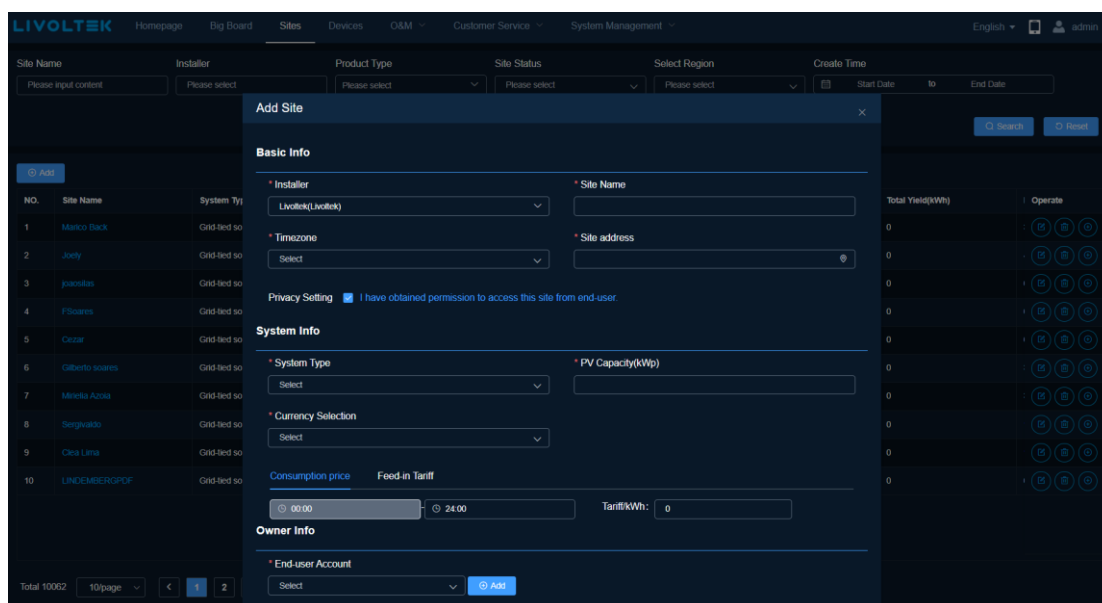 LIVOLTEK Homepage Big Board Sites Devices O&M Customer Service System Management English admin
Site Name Installer Product Type Site Status Select Region Create Time
Please input content Please select Please select Please select Please select Start Date to End Date
Add Site
Search Reset
Basic Info
Add
* Installer * Site Name
NO. Site Name System Typ Livoltek(Livoltek) Total Yield(kWh) Operate
1 Marico Back Grid-tied so 0
* Timezone * Site address
2 Joely Grid-tied so Select 0
3 Grid-tied so 0
Privacy Setting I have obtained permission to access this site from end-user.
4 FSoares Grid-tied so 0
System Info
5 Cezar Grid-tied so 0
* System Type * PV Capacity(kWp)
6 Gilberto soares Grid-tied so 0
Select
7 Azoia Grid-tied so 0
* Currency Selection
8 Sergivaldo Grid-tied so 0
Select
9 Clea Lima Grid-tied so 0
Consumption price Feed-in Tariff
10 LINDEMBERGPDF Grid-tied so 0
00:00 - 24:00 Tariff/kWh: 0
Owner Info
* End-user Account
Total 10062 10/page < 1 2 Select Add